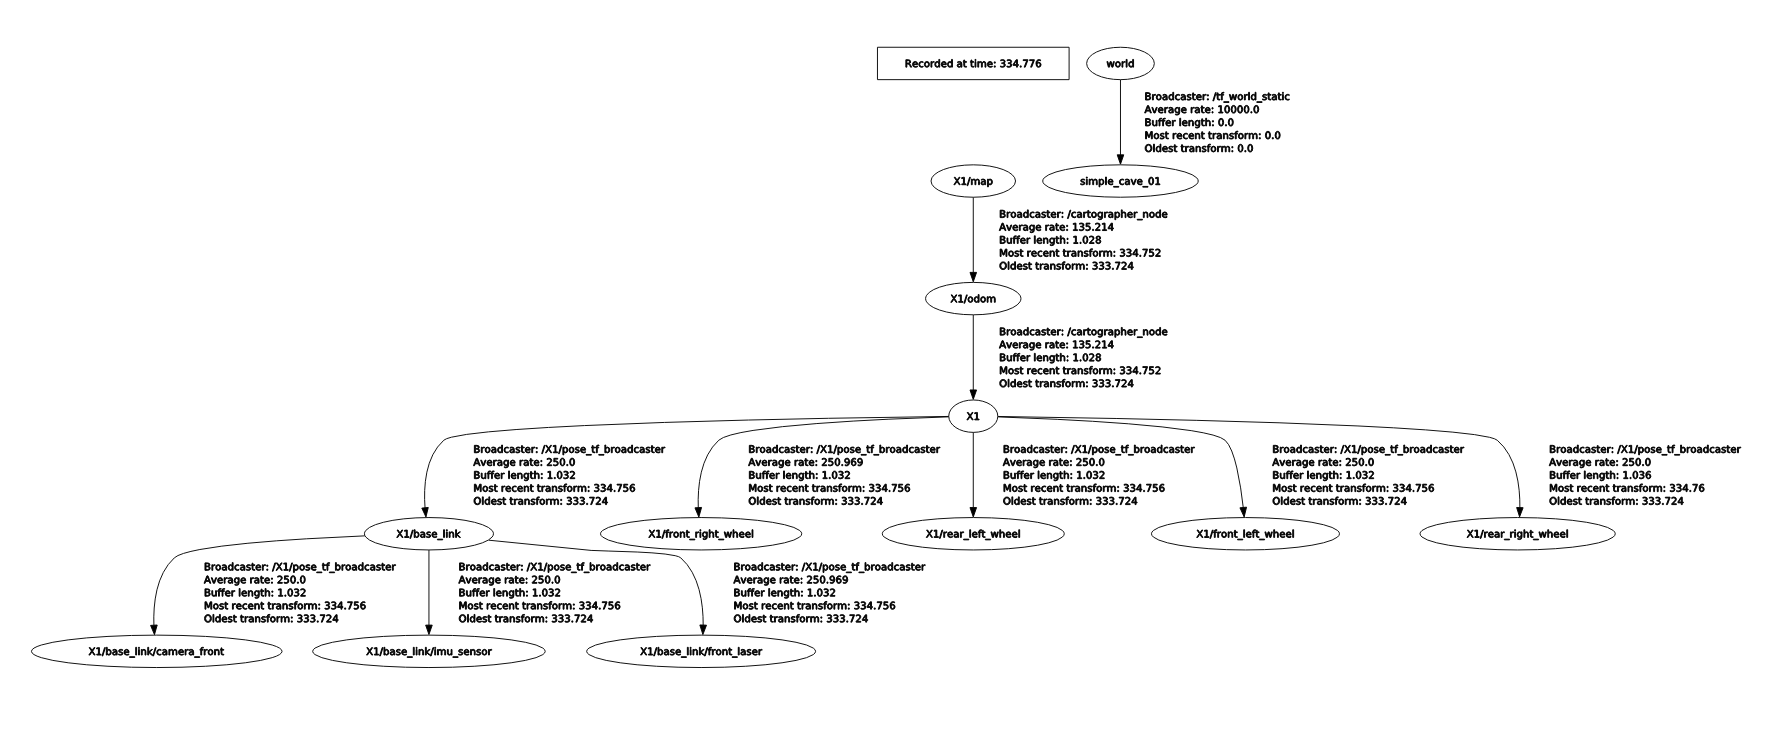 Recorded at time: 334.776
world
Broadcaster: /tf_world_static
Average rate: 10000.0
Buffer length: 0.0
Most recent transform: 0.0
Oldest transform: 0.0
X1/map
simple_cave_01
Broadcaster: /cartographer_node
Average rate: 135.214
Buffer length: 1.028
Most recent transform: 334.752
Oldest transform: 333.724
X1/odom
Broadcaster: /cartographer_node
Average rate: 135.214
Buffer length: 1.028
Most recent transform: 334.752
Oldest transform: 333.724
X1
Broadcaster: /X1/pose_tf_broadcaster
Average rate: 250.0
Buffer length: 1.032
Most recent transform: 334.756
Oldest transform: 333.724
Broadcaster: /X1/pose_tf_broadcaster
Average rate: 250.969
Buffer length: 1.032
Most recent transform: 334.756
Oldest transform: 333.724
Broadcaster: /X1/pose_tf_broadcaster
Average rate: 250.0
Buffer length: 1.032
Most recent transform: 334.756
Oldest transform: 333.724
Broadcaster: /X1/pose_tf_broadcaster
Average rate: 250.0
Buffer length: 1.032
Most recent transform: 334.756
Oldest transform: 333.724
Broadcaster: /X1/pose_tf_broadcaster
Average rate: 250.0
Buffer length: 1.036
Most recent transform: 334.76
Oldest transform: 333.724
X1/base_link
X1/front_right_wheel
X1/rear_left_wheel
X1/front_left_wheel
X1/rear_right_wheel
Broadcaster: /X1/pose_tf_broadcaster
Average rate: 250.0
Buffer length: 1.032
Most recent transform: 334.756
Oldest transform: 333.724
Broadcaster: /X1/pose_tf_broadcaster
Average rate: 250.0
Buffer length: 1.032
Most recent transform: 334.756
Oldest transform: 333.724
Broadcaster: /X1/pose_tf_broadcaster
Average rate: 250.969
Buffer length: 1.032
Most recent transform: 334.756
Oldest transform: 333.724
X1/base_link/camera_front
X1/base_link/imu_sensor
X1/base_link/front_laser